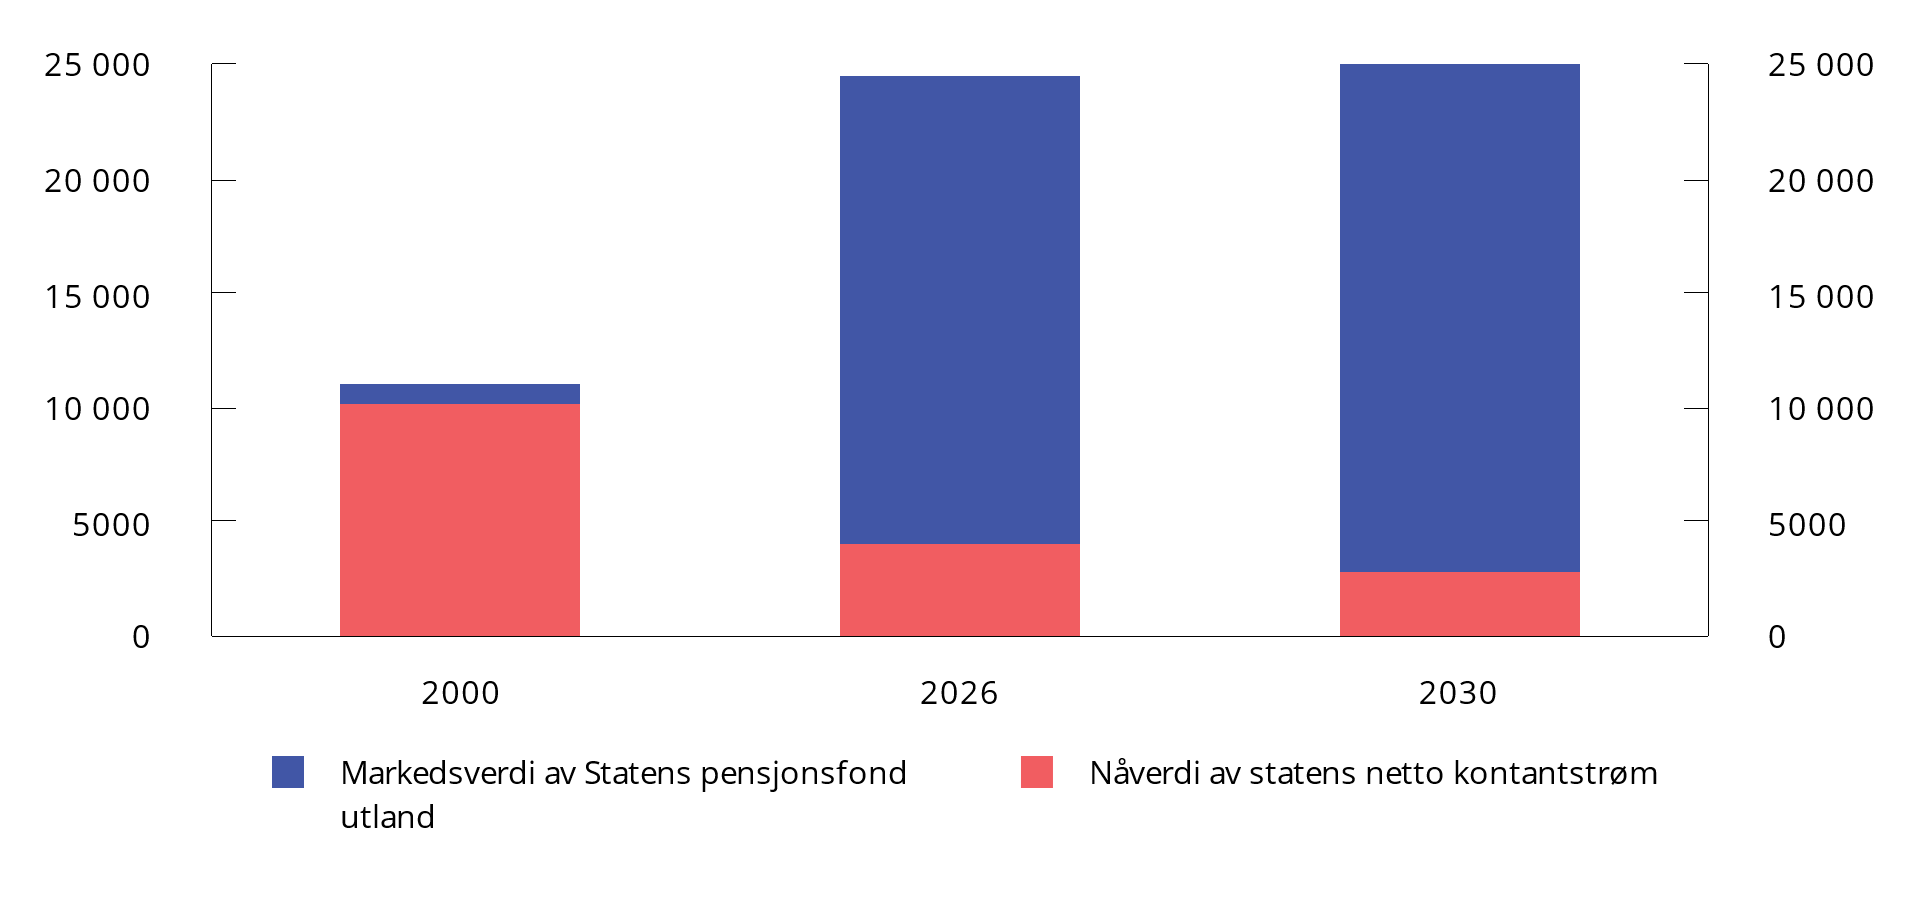 25 000 25 000
20 000 20 000
15 000 15 000
10 000 10 000
5000 5000
0 0
2000 2026 2030
Markedsverdi av Statens pensjonsfond
utland
Nåverdi av statens netto kontantstrøm